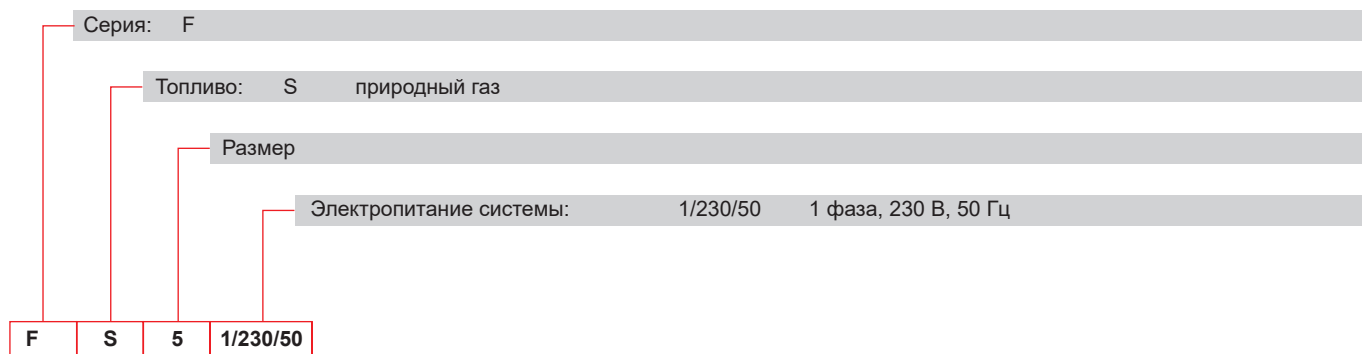 Серия: F
Топливо: S природный газ
Размер
Электропитание системы: 1/230/50 1 фаза, 230 В, 50 Гц
F S 5 1/230/50